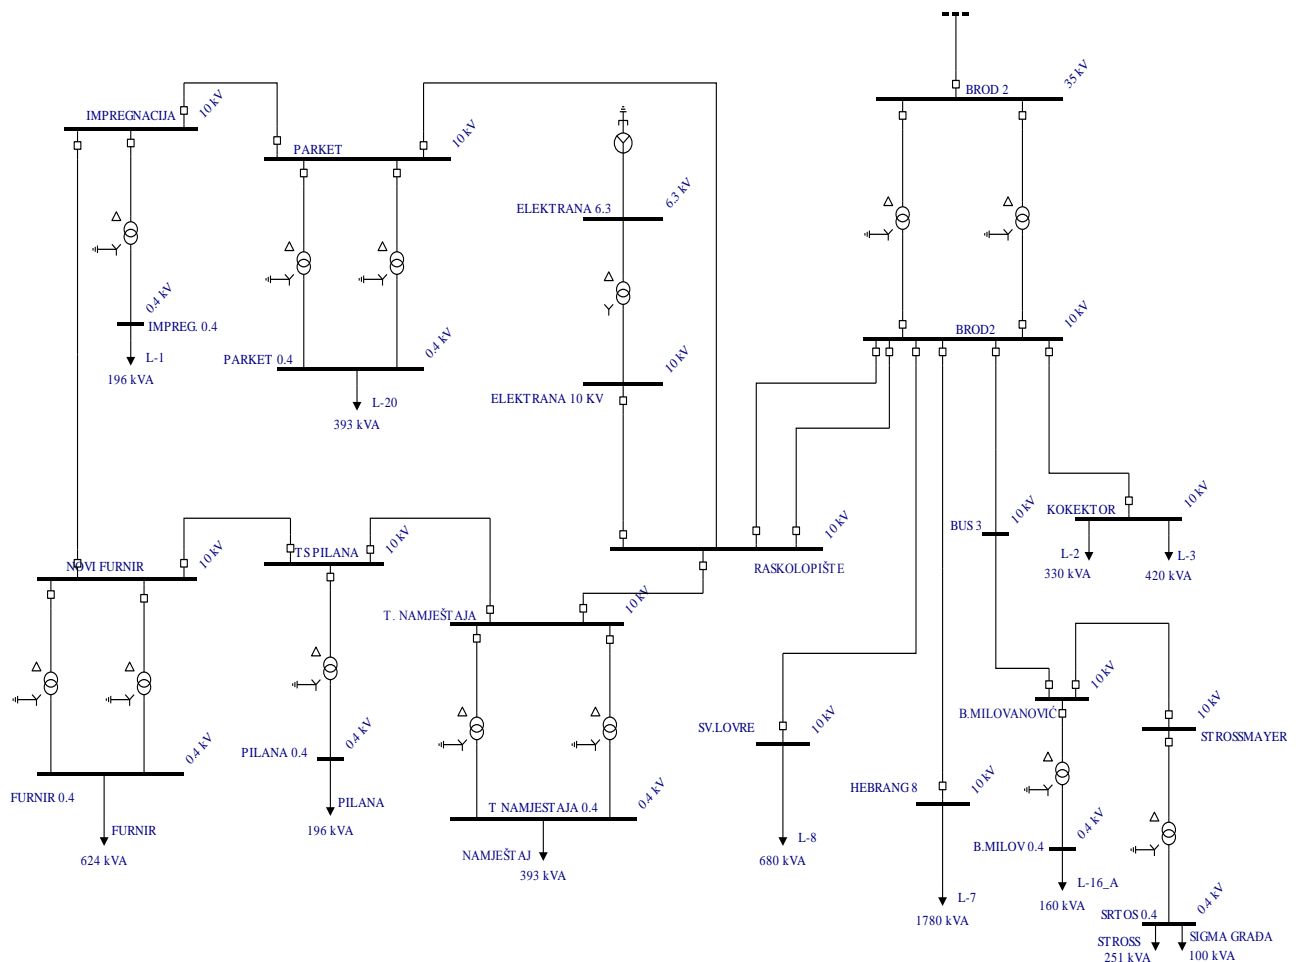 BROD 2
35 kV
IMPREGNACIJA
10 kV
PARKET
10 kV
ELEKTRANA 6.3
6.3 kV
IMPREG. 0.4
0.4 kV
L-1
196 kVA
PARKET 0.4
0.4 kV
L-20
393 kVA
ELEKTRANA 10 KV
10 kV
BROD2
10 kV
KOKEKTOR
10 kV
L-2
330 kVA
L-3
420 kVA
BUS 3
10 kV
RASKOLOPIŠTE
10 kV
NOVI FURNIR
10 kV
TS PILANA
10 kV
T. NAMJEŠTAJA
10 kV
B.MILOVANOVIĆ
10 kV
STROSSMAYER
10 kV
SV.LOVRE
10 kV
HEBRANG 8
10 kV
PILANA 0.4
0.4 kV
PILANA
196 kVA
FURNIR 0.4
0.4 kV
FURNIR
624 kVA
T NAMJESTAJA 0.4
0.4 kV
NAMJEŠTAJ
393 kVA
L-8
680 kVA
L-7
1780 kVA
B.MILOV 0.4
0.4 kV
L-16_A
160 kVA
SRTOS 0.4
0.4 kV
STROSS
251 kVA
SIGMA GRAĐA
100 kVA